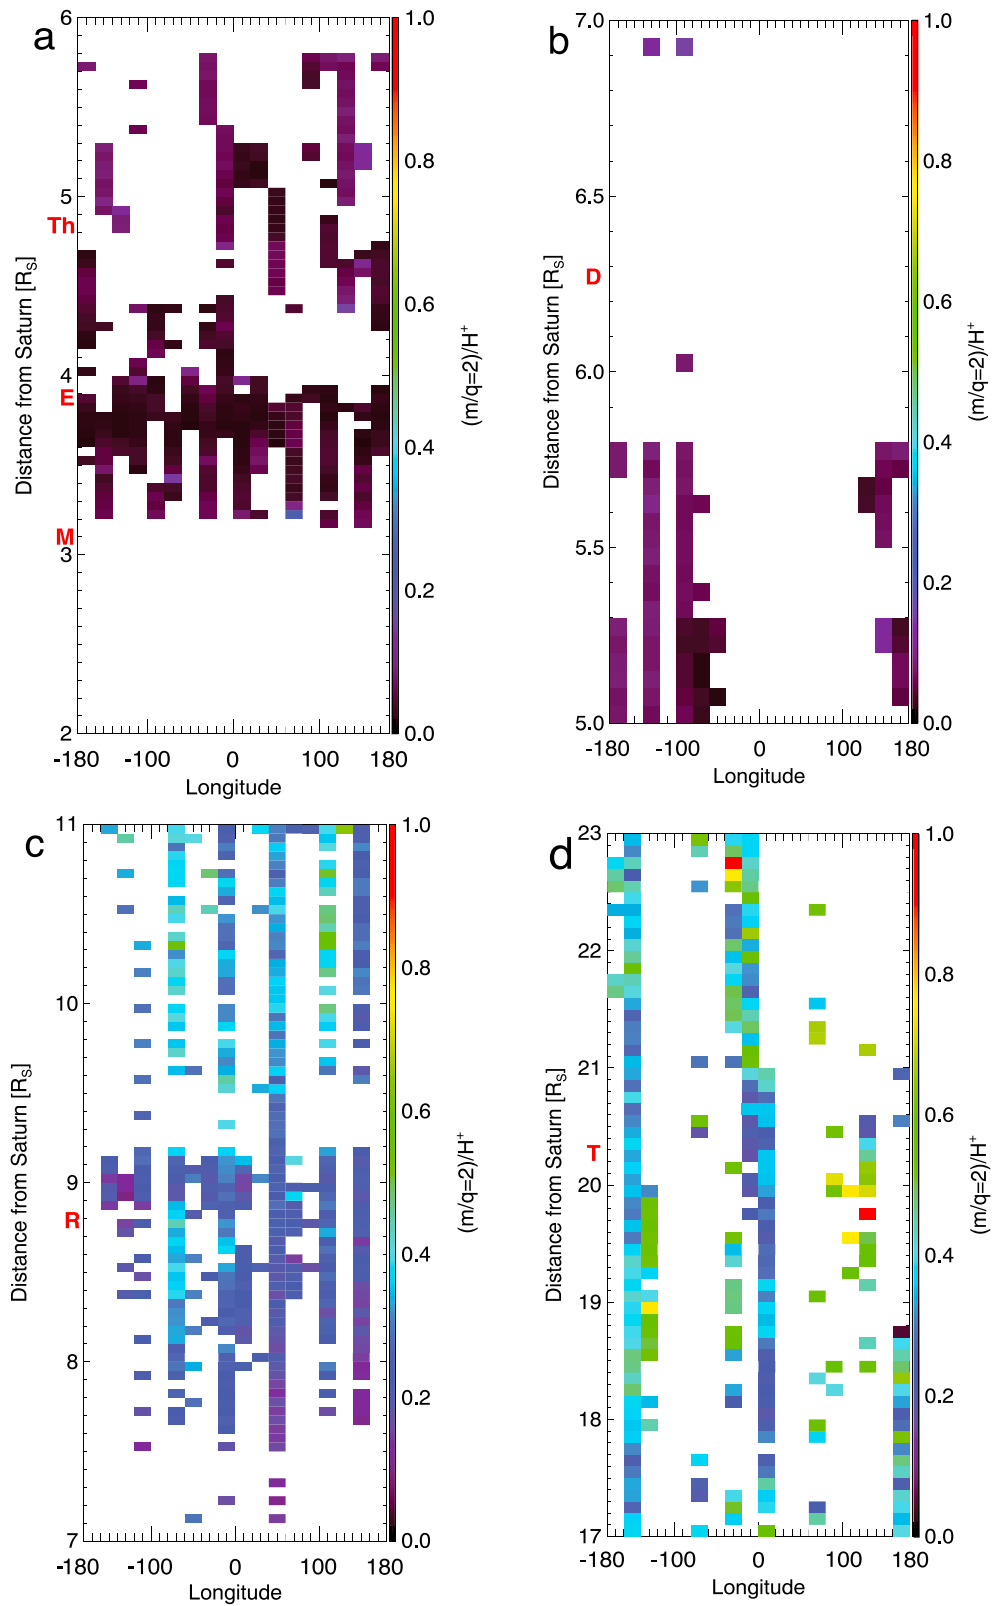 a
6
5
4
3
2
Th
E
M
Distance from Saturn [R_S]
-180 -100 0 100 180
Longitude
1.0
0.8
0.6
0.4
0.2
0.0
(m/q=2)/H⁺
b
7.0
6.5
6.0
5.5
5.0
D
Distance from Saturn [R_S]
-180 -100 0 100 180
Longitude
1.0
0.8
0.6
0.4
0.2
0.0
(m/q=2)/H⁺
c
11
10
9
8
7
R
Distance from Saturn [R_S]
-180 -100 0 100 180
Longitude
1.0
0.8
0.6
0.4
0.2
0.0
(m/q=2)/H⁺
d
23
22
21
20
19
18
17
T
Distance from Saturn [R_S]
-180 -100 0 100 180
Longitude
1.0
0.8
0.6
0.4
0.2
0.0
(m/q=2)/H⁺